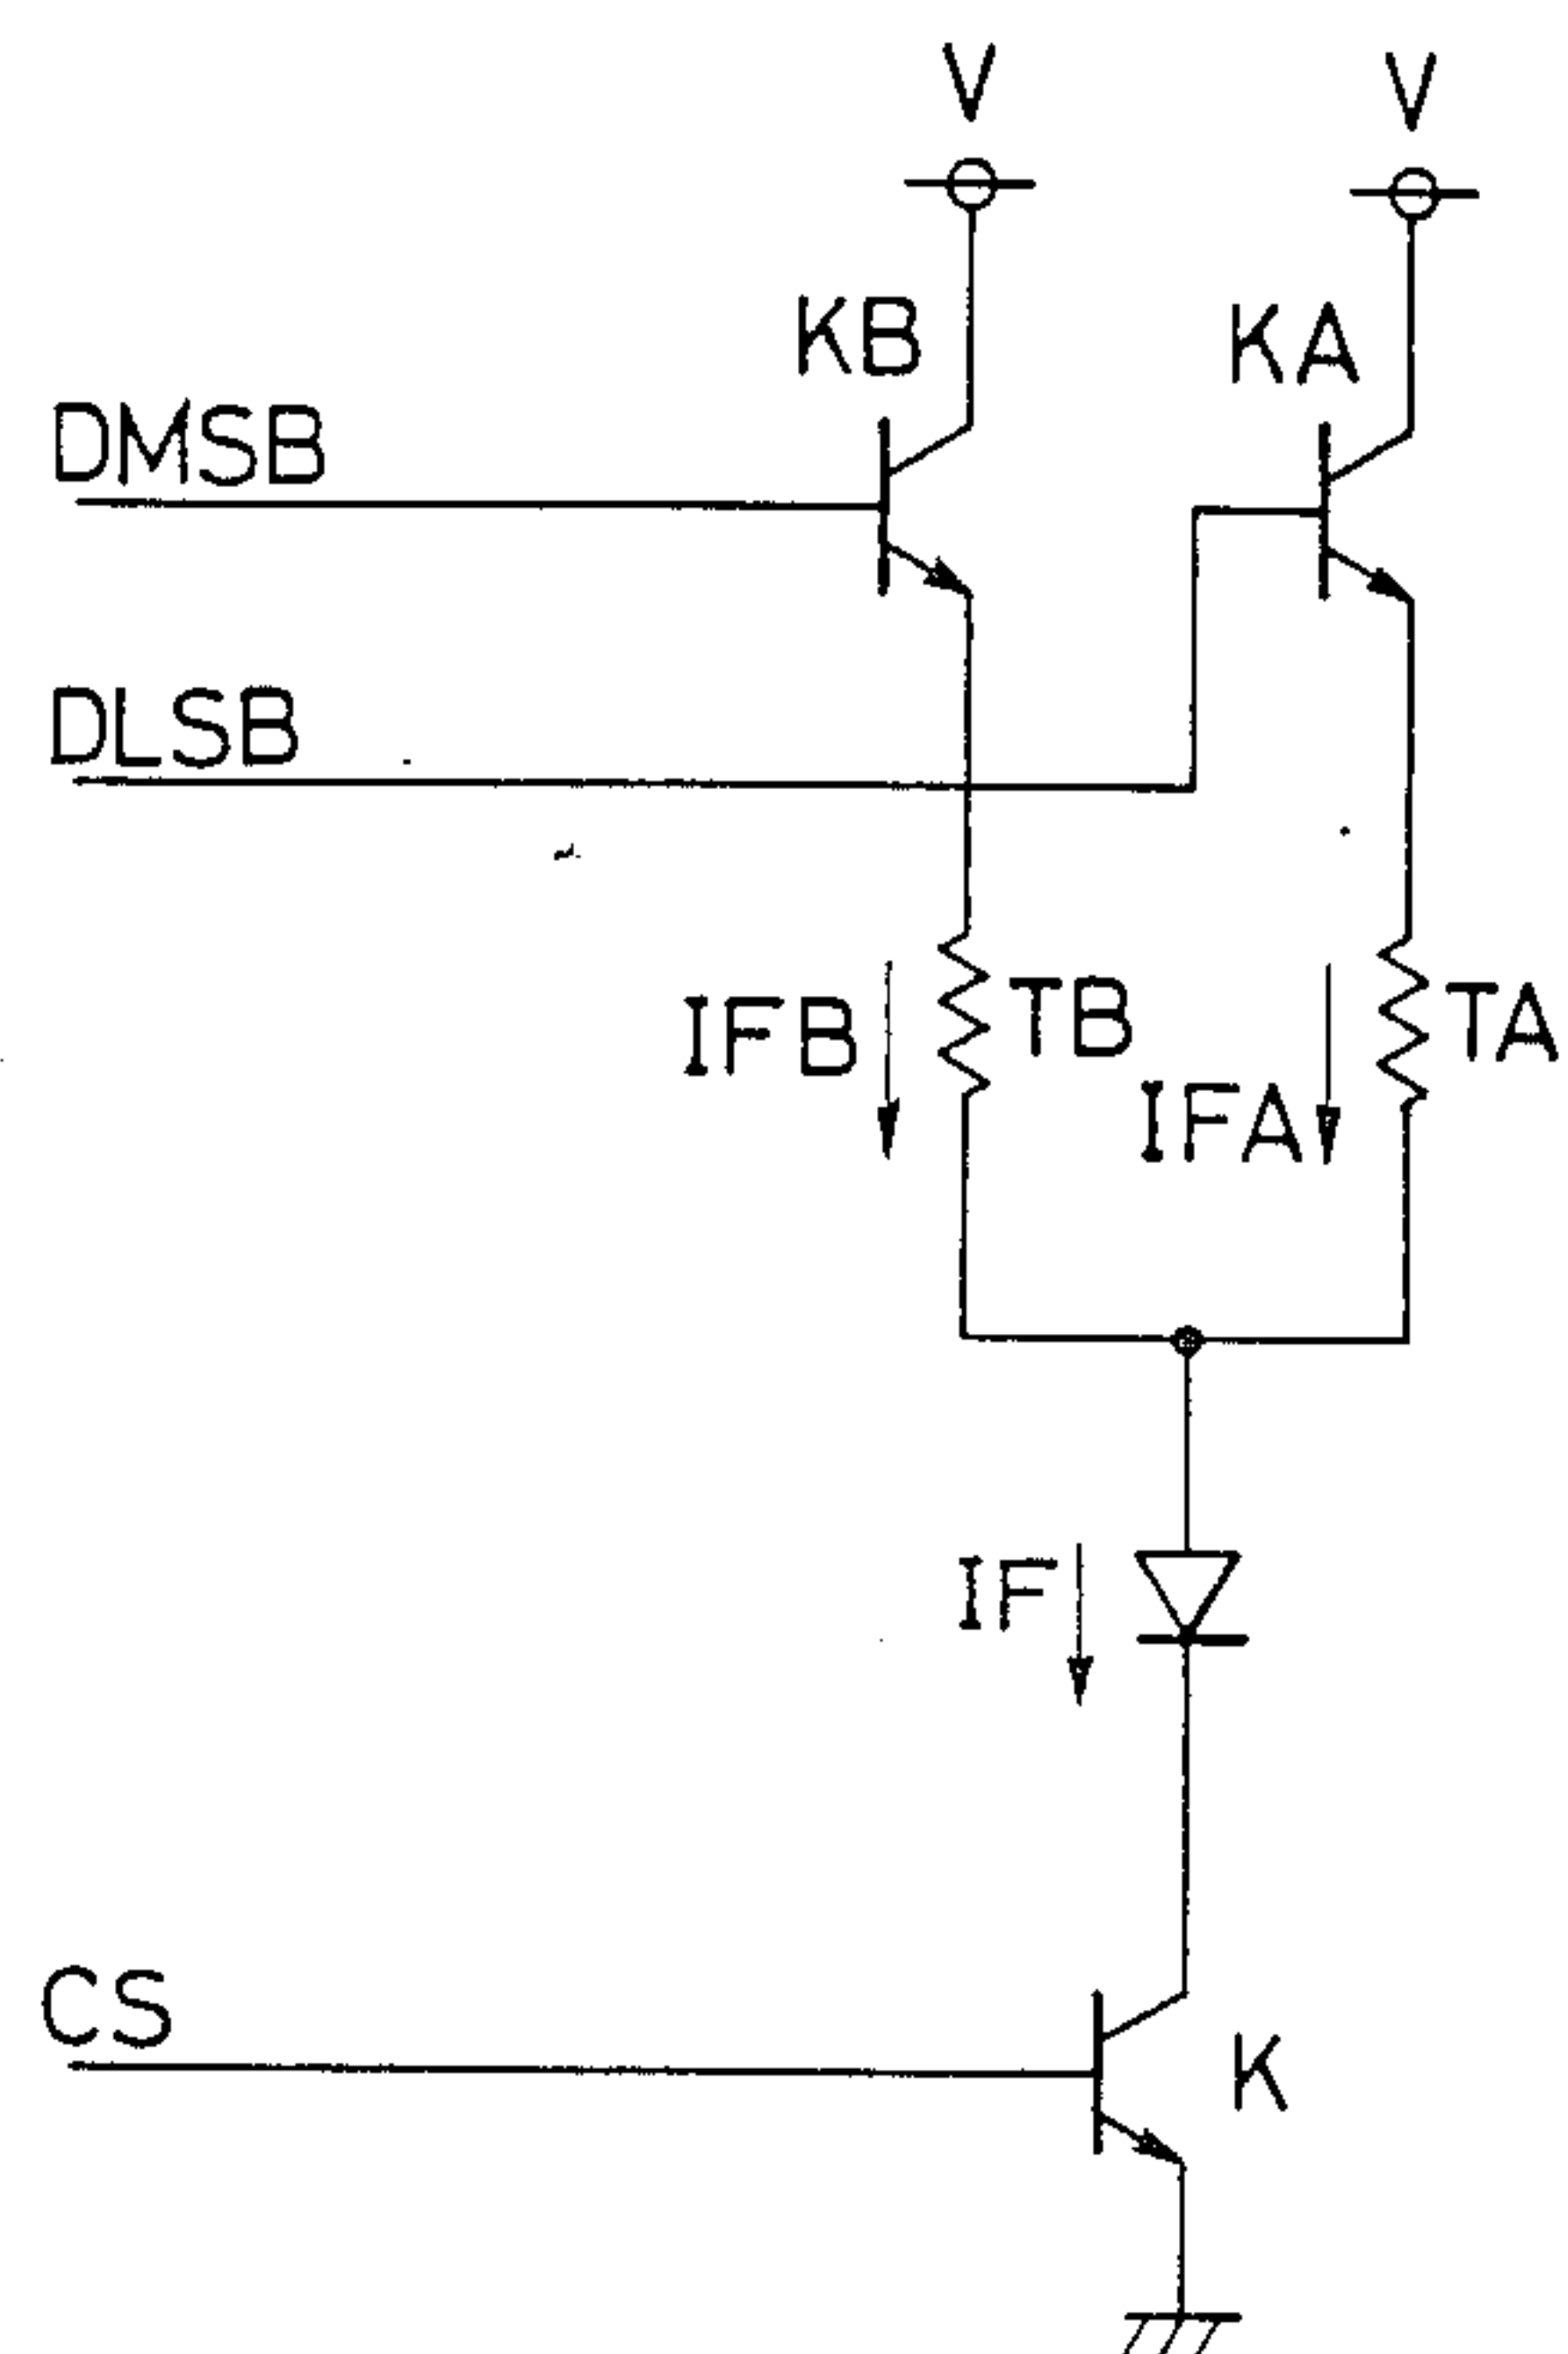 V
V
KB
KA
DMSB
DLSB
IFB
TB
TA
IFA
IF
CS
K